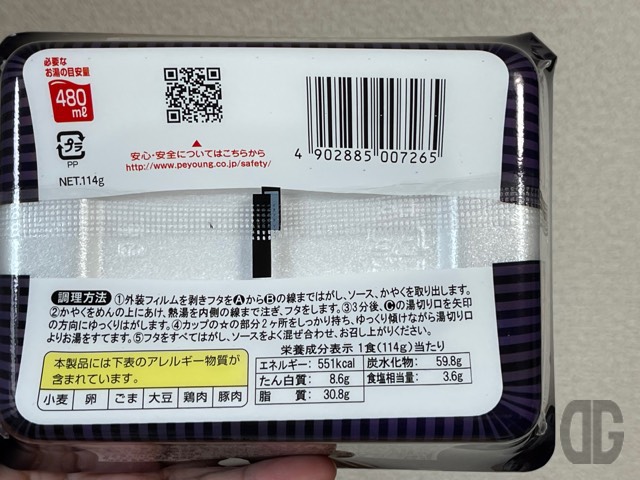 必要な
お湯の目安量
480
ml
プラ
PP
NET.114g
安心・安全についてはこちらから
http://www.peyoung.co.jp/safety/
4 902885 007265
調理方法 ①外装フィルムを剥きフタをⒶからⒷの線まではがし、ソース、かやくを取り出します。
②かやくをめんの上にあけ、熱湯を内側の線まで注ぎ、フタをします。③3分後、Ⓒの湯切り口を矢印
の方向にゆっくりはがします。④カップの☆の部分2ヶ所をしっかり持ち、ゆっくり傾けながら湯切り口
よりお湯をすてます。⑤フタをすべてはがし、ソースをよく混ぜ合わせ、お召し上がりください。
本製品には下表のアレルギー物質が
含まれています。
小麦 卵 ごま 大豆 鶏肉 豚肉
栄養成分表示 1食(114g)当たり
エネルギー: 551kcal 炭水化物: 59.8g
たん白質: 8.6g 食塩相当量: 3.6g
脂質: 30.8g
DG